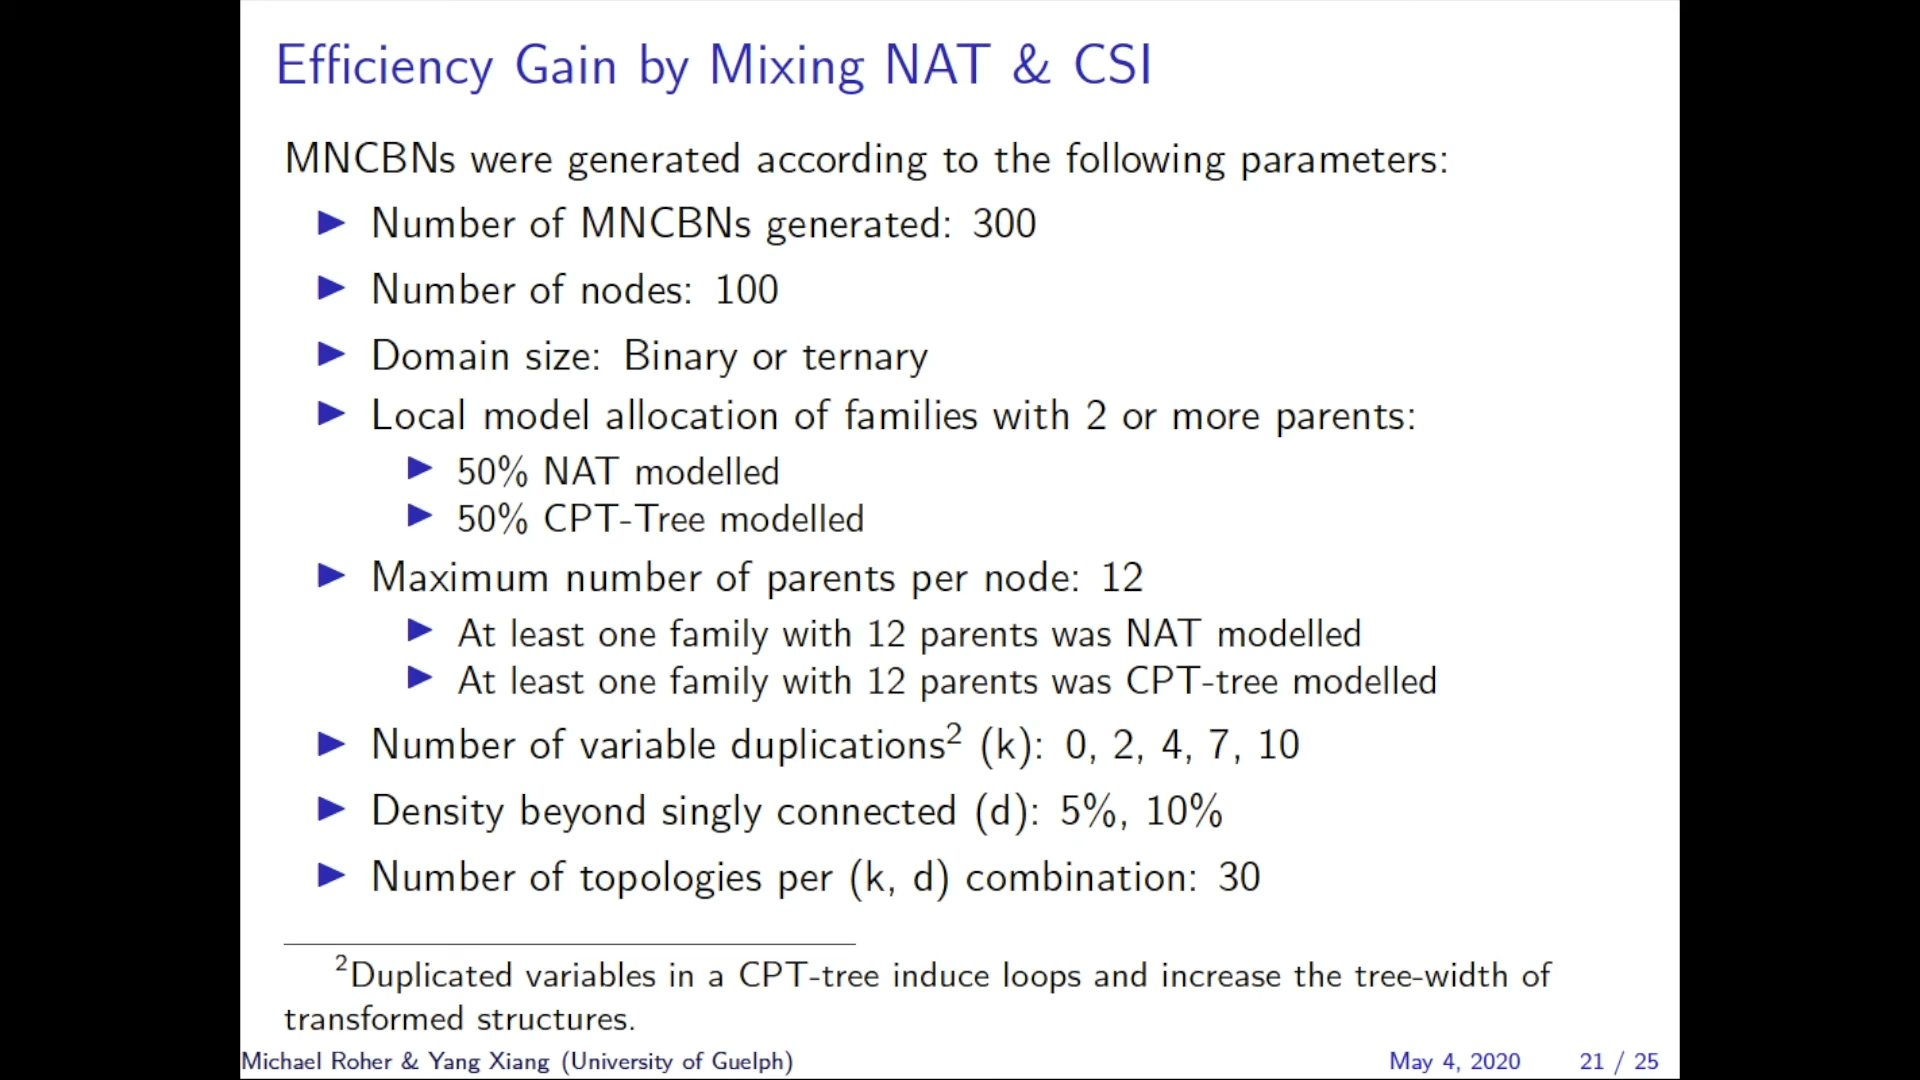 Efficiency Gain by Mixing NAT & CSI
MNCBNs were generated according to the following parameters:
Number of MNCBNs generated: 300
Number of nodes: 100
Domain size: Binary or ternary
Local model allocation of families with 2 or more parents:
50% NAT modelled
50% CPT-Tree modelled
Maximum number of parents per node: 12
At least one family with 12 parents was NAT modelled
At least one family with 12 parents was CPT-tree modelled
Number of variable duplications² (k): 0, 2, 4, 7, 10
Density beyond singly connected (d): 5%, 10%
Number of topologies per (k, d) combination: 30
²Duplicated variables in a CPT-tree induce loops and increase the tree-width of
transformed structures.
Michael Roher & Yang Xiang (University of Guelph) May 4, 2020 21 / 25